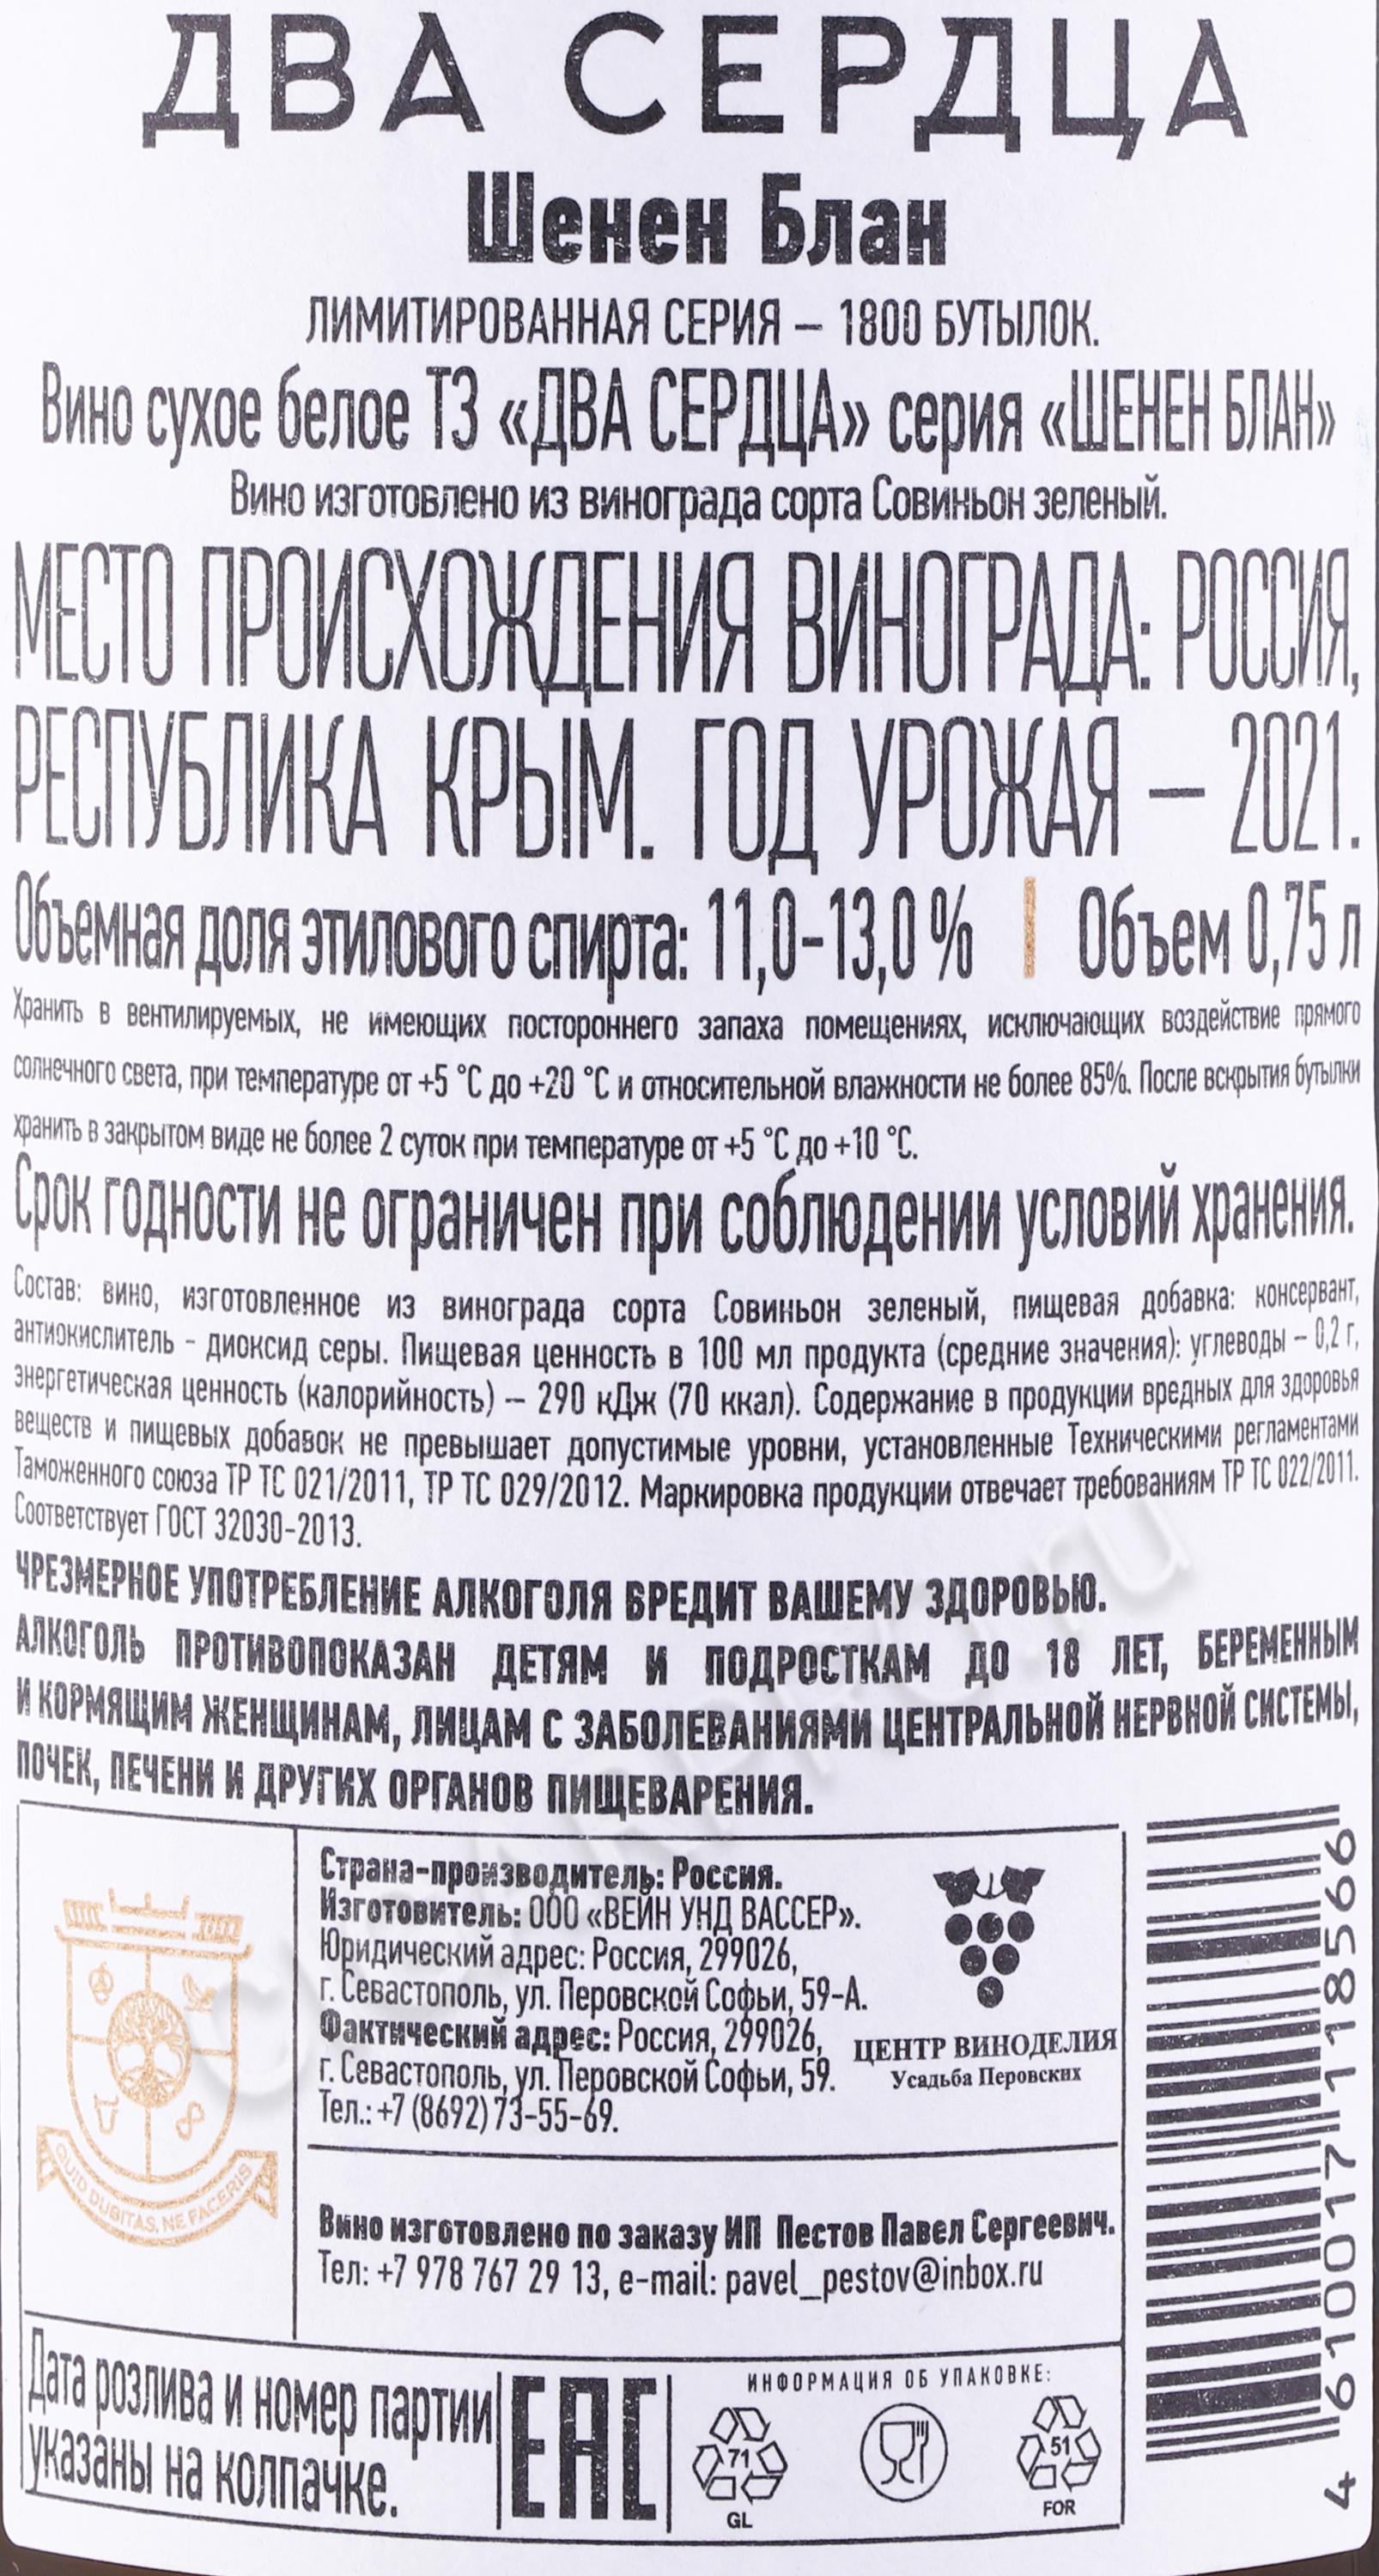 ДВА СЕРДЦА
Шенен Блан
ЛИМИТИРОВАННАЯ СЕРИЯ – 1800 БУТЫЛОК.
Вино сухое белое ТЗ «ДВА СЕРДЦА» серия «ШЕНЕН БЛАН»
Вино изготовлено из винограда сорта Совиньон зеленый.
МЕСТО ПРОИСХОЖДЕНИЯ ВИНОГРАДА: РОССИЯ,
РЕСПУБЛИКА КРЫМ. ГОД УРОЖАЯ – 2021.
Объемная доля этилового спирта: 11,0-13,0 % | Объем 0,75 л
Хранить в вентилируемых, не имеющих постороннего запаха помещениях, исключающих воздействие прямого
солнечного света, при температуре от +5 °C до +20 °C и относительной влажности не более 85%. После вскрытия бутылки
хранить в закрытом виде не более 2 суток при температуре от +5 °C до +10 °C.
Срок годности не ограничен при соблюдении условий хранения.
Состав: вино, изготовленное из винограда сорта Совиньон зеленый, пищевая добавка: консервант,
антиокислитель - диоксид серы. Пищевая ценность в 100 мл продукта (средние значения): углеводы – 0,2 г,
энергетическая ценность (калорийность) – 290 кДж (70 ккал). Содержание в продукции вредных для здоровья
веществ и пищевых добавок не превышает допустимые уровни, установленные Техническими регламентами
Таможенного союза ТР ТС 021/2011, ТР ТС 029/2012. Маркировка продукции отвечает требованиям ТР ТС 022/2011.
Соответствует ГОСТ 32030-2013.
ЧРЕЗМЕРНОЕ УПОТРЕБЛЕНИЕ АЛКОГОЛЯ ВРЕДИТ ВАШЕМУ ЗДОРОВЬЮ.
АЛКОГОЛЬ ПРОТИВОПОКАЗАН ДЕТЯМ И ПОДРОСТКАМ ДО 18 ЛЕТ, БЕРЕМЕННЫМ
И КОРМЯЩИМ ЖЕНЩИНАМ, ЛИЦАМ С ЗАБОЛЕВАНИЯМИ ЦЕНТРАЛЬНОЙ НЕРВНОЙ СИСТЕМЫ,
ПОЧЕК, ПЕЧЕНИ И ДРУГИХ ОРГАНОВ ПИЩЕВАРЕНИЯ.
Страна-производитель: Россия.
Изготовитель: ООО «ВЕЙН УНД ВАССЕР».
Юридический адрес: Россия, 299026,
г. Севастополь, ул. Перовской Софьи, 59-А.
Фактический адрес: Россия, 299026,
г. Севастополь, ул. Перовской Софьи, 59.
Тел.: +7 (8692) 73-55-69.
ЦЕНТР ВИНОДЕЛИЯ
Усадьба Перовских
QUID DUBITAS, NE FACERIS
Вино изготовлено по заказу ИП Пестов Павел Сергеевич.
Тел: +7 978 767 29 13, e-mail: pavel_pestov@inbox.ru
Дата розлива и номер партии
указаны на колпачке.
EAC
ИНФОРМАЦИЯ ОБ УПАКОВКЕ:
71
GL
51
FOR
4 610017 118566